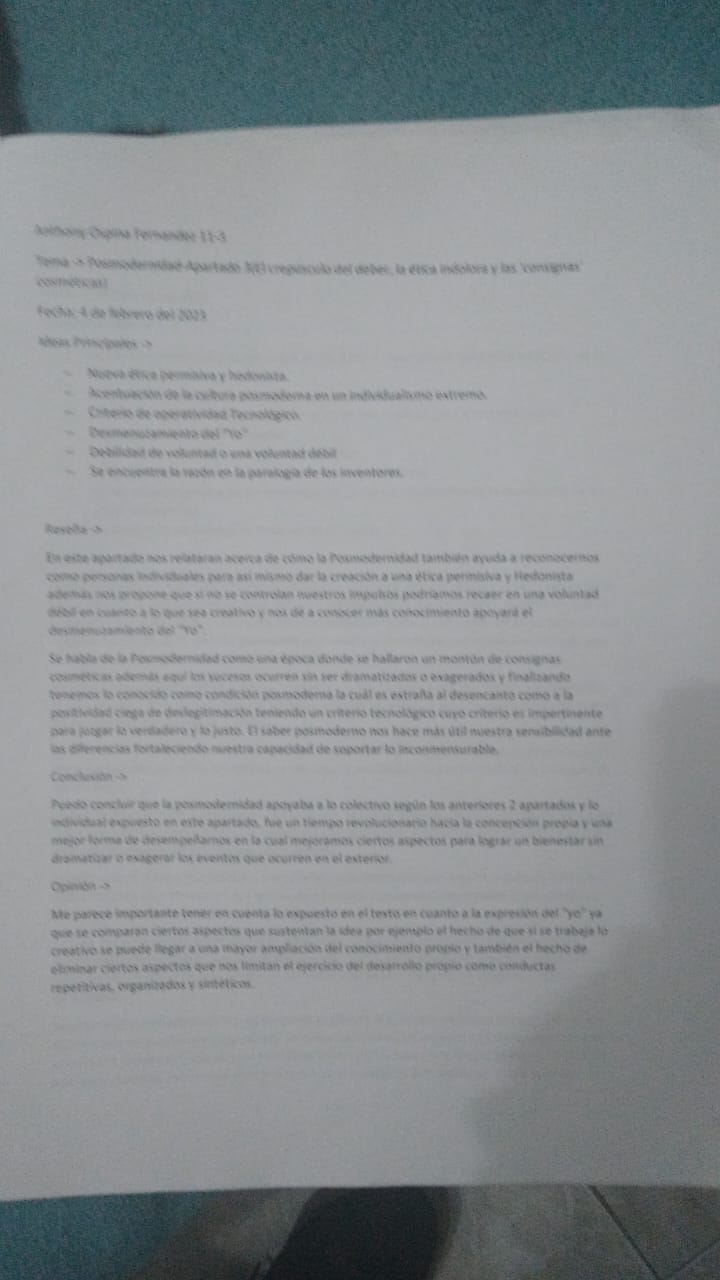 Anthony Ospina Fernandez 11-3
Tema -> Posmodernidad-Apartado 3(El crepúsculo del deber, la ética indolora y las 'consignas'
cosméticas)
Fecha: 4 de febrero del 2023
Ideas Principales ->
– Nueva ética permisiva y hedonista.
– Acentuación de la cultura posmoderna en un individualismo extremo.
– Criterio de operatividad Tecnológico.
– Desmenuzamiento del "Yo"
– Debilidad de voluntad o una voluntad débil
– Se encuentra la razón en la paralogía de los inventores.
Reseña ->
En este apartado nos relataran acerca de cómo la Posmodernidad también ayuda a reconocernos
como personas individuales para así mismo dar la creación a una ética permisiva y Hedonista
además nos propone que si no se controlan nuestros impulsos podríamos recaer en una voluntad
débil en cuanto a lo que sea creativo y nos dé a conocer más conocimiento apoyará el
desmenuzamiento del "Yo".
Se habla de la Posmodernidad como una época donde se hallaron un montón de consignas
cosméticas además aquí los sucesos ocurren sin ser dramatizados o exagerados y finalizando
tenemos lo conocido como condición posmoderna la cuál es extraña al desencanto como a la
positividad ciega de deslegitimación teniendo un criterio tecnológico cuyo criterio es impertinente
para juzgar lo verdadero y lo justo. El saber posmoderno nos hace más útil nuestra sensibilidad ante
las diferencias fortaleciendo nuestra capacidad de soportar lo inconmensurable.
Conclusión ->
Puedo concluir que la posmodernidad apoyaba a lo colectivo según los anteriores 2 apartados y lo
individual expuesto en este apartado, fue un tiempo revolucionario hacia la concepción propia y una
mejor forma de desempeñarnos en la cual mejoramos ciertos aspectos para lograr un bienestar sin
dramatizar o exagerar los eventos que ocurren en el exterior.
Opinión ->
Me parece importante tener en cuenta lo expuesto en el texto en cuanto a la expresión del "yo" ya
que se comparan ciertos aspectos que sustentan la idea por ejemplo el hecho de que si se trabaja lo
creativo se puede llegar a una mayor ampliación del conocimiento propio y también el hecho de
eliminar ciertos aspectos que nos limitan el ejercicio del desarrollo propio como conductas
repetitivas, organizados y sintéticos.